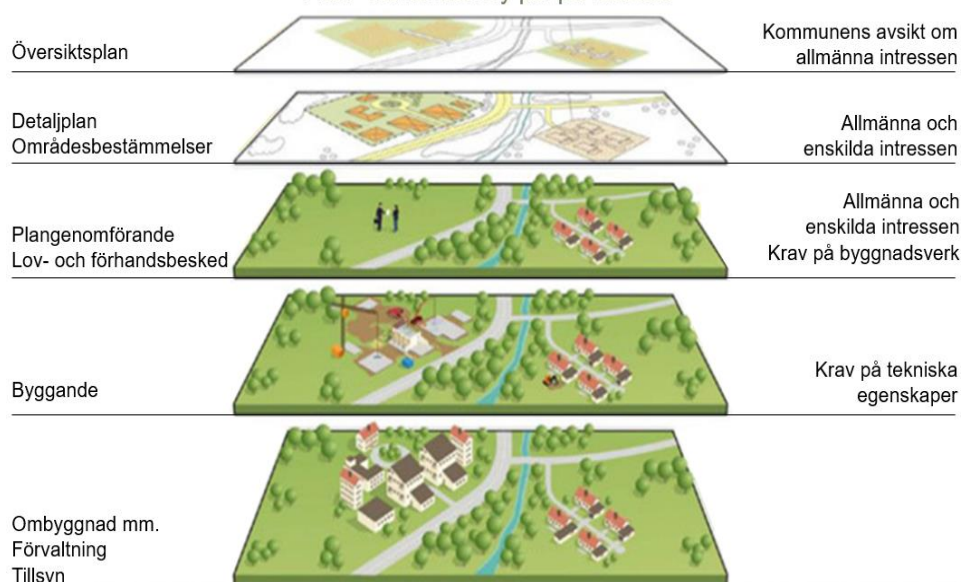 Översiktsplan
Kommunens avsikt om
allmänna intressen
Detaljplan
Områdesbestämmelser
Allmänna och
enskilda intressen
Plangenomförande
Lov- och förhandsbesked
Allmänna och
enskilda intressen
Krav på byggnadsverk
Byggande
Krav på tekniska
egenskaper
Ombyggnad mm.
Förvaltning
Tillsyn